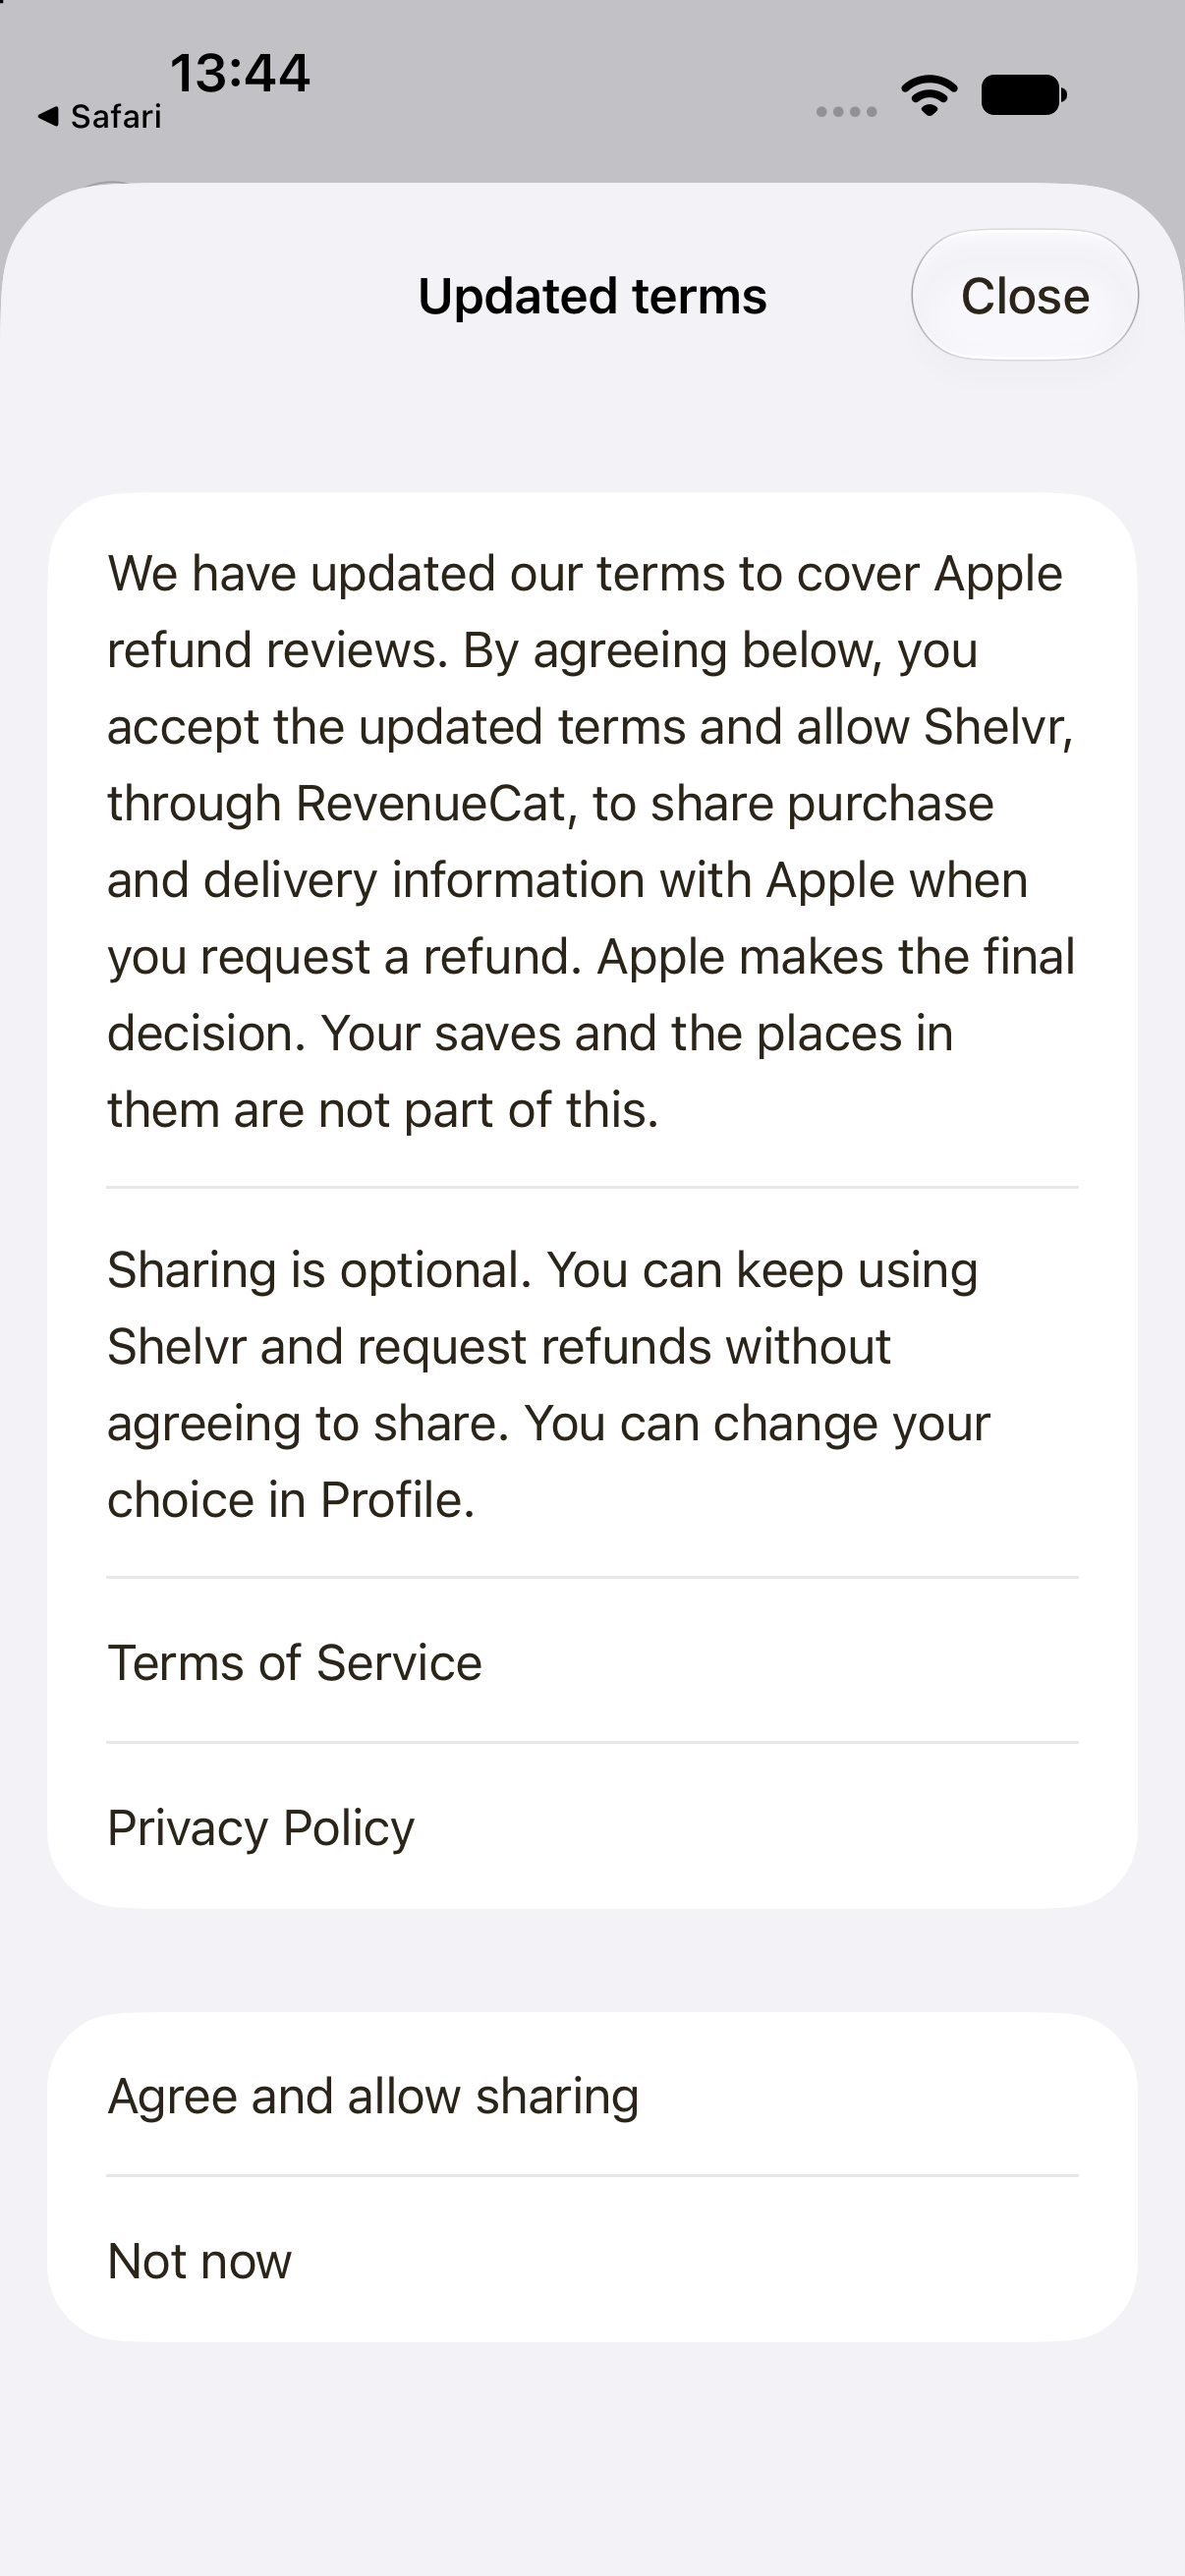 13:44
◀ Safari
Updated terms
Close
We have updated our terms to cover Apple
refund reviews. By agreeing below, you
accept the updated terms and allow Shelvr,
through RevenueCat, to share purchase
and delivery information with Apple when
you request a refund. Apple makes the final
decision. Your saves and the places in
them are not part of this.
Sharing is optional. You can keep using
Shelvr and request refunds without
agreeing to share. You can change your
choice in Profile.
Terms of Service
Privacy Policy
Agree and allow sharing
Not now